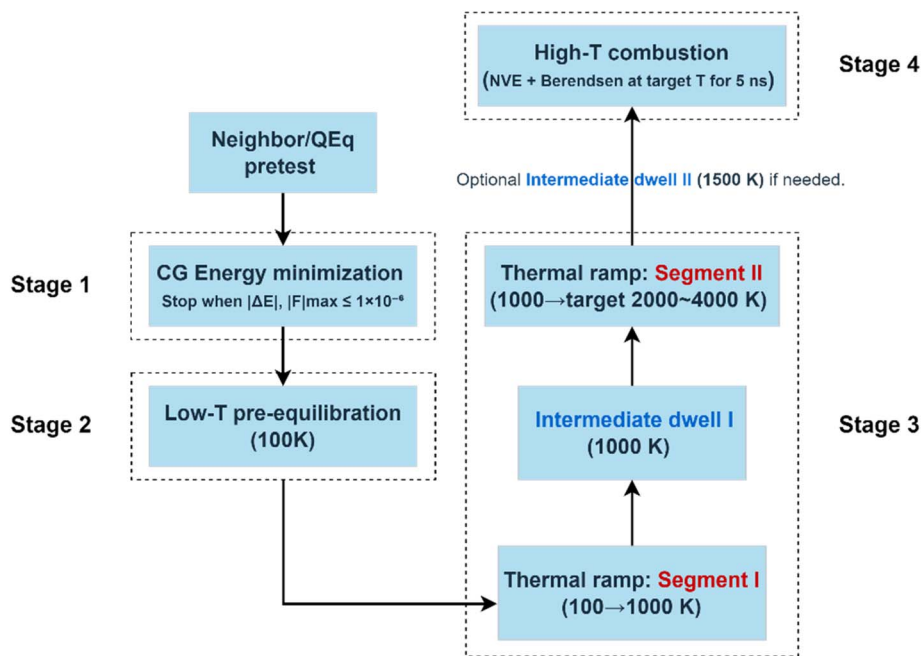 Neighbor/QEq
pretest
Stage 1
CG Energy minimization
Stop when |ΔE|, |F|max ≤ 1×10⁻⁶
Stage 2
Low-T pre-equilibration
(100K)
Stage 3
Thermal ramp: Segment I
(100→1000 K)
Intermediate dwell I
(1000 K)
Thermal ramp: Segment II
(1000→target 2000~4000 K)
Optional Intermediate dwell II (1500 K) if needed.
Stage 4
High-T combustion
(NVE + Berendsen at target T for 5 ns)